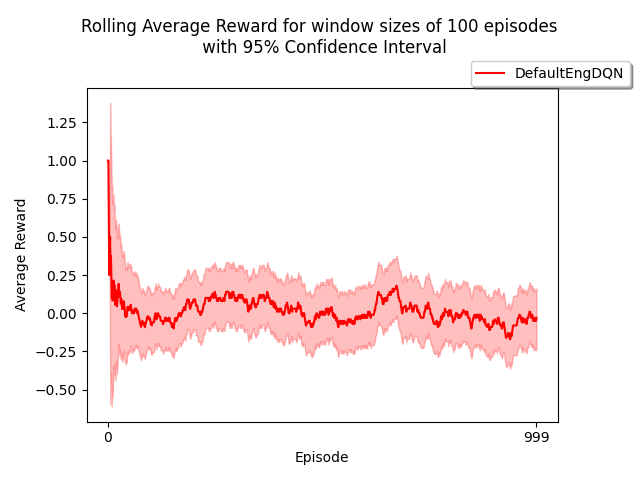 Rolling Average Reward for window sizes of 100 episodes
with 95% Confidence Interval
DefaultEngDQN
1.25
1.00
0.75
0.50
0.25
0.00
−0.25
−0.50
Average Reward
0
999
Episode